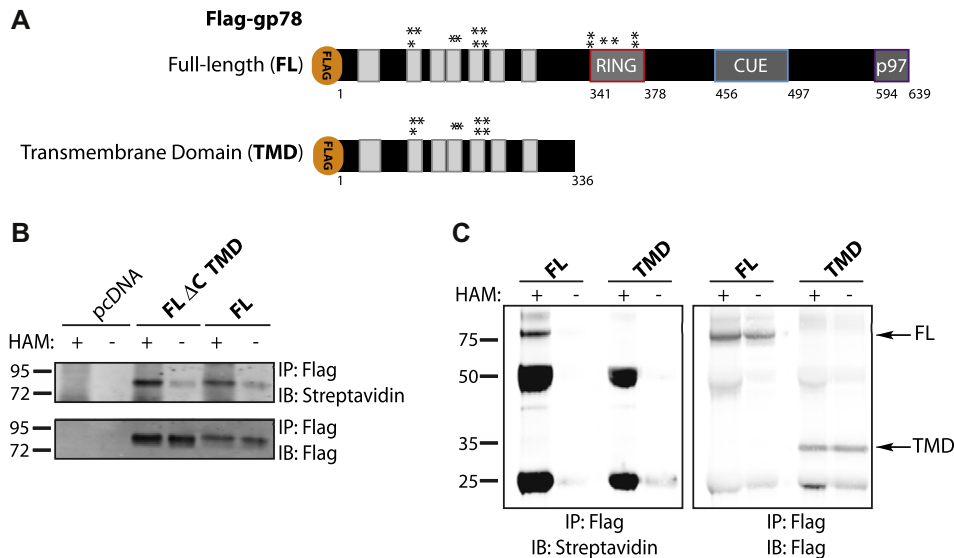 A
Flag-gp78
Full-length (FL)
FLAG
** * ** ** ** ** * * ** *
RING
CUE
p97
1 341 378 456 497 594 639
Transmembrane Domain (TMD)
FLAG
** * ** ** **
1 336
B
pcDNA FL ΔC TMD FL
HAM: + - + - + -
95
72
IP: Flag
IB: Streptavidin
95
72
IP: Flag
IB: Flag
C
FL TMD FL TMD
HAM: + - + - + - + -
75
50
35
25
FL
TMD
IP: Flag
IB: Streptavidin
IP: Flag
IB: Flag